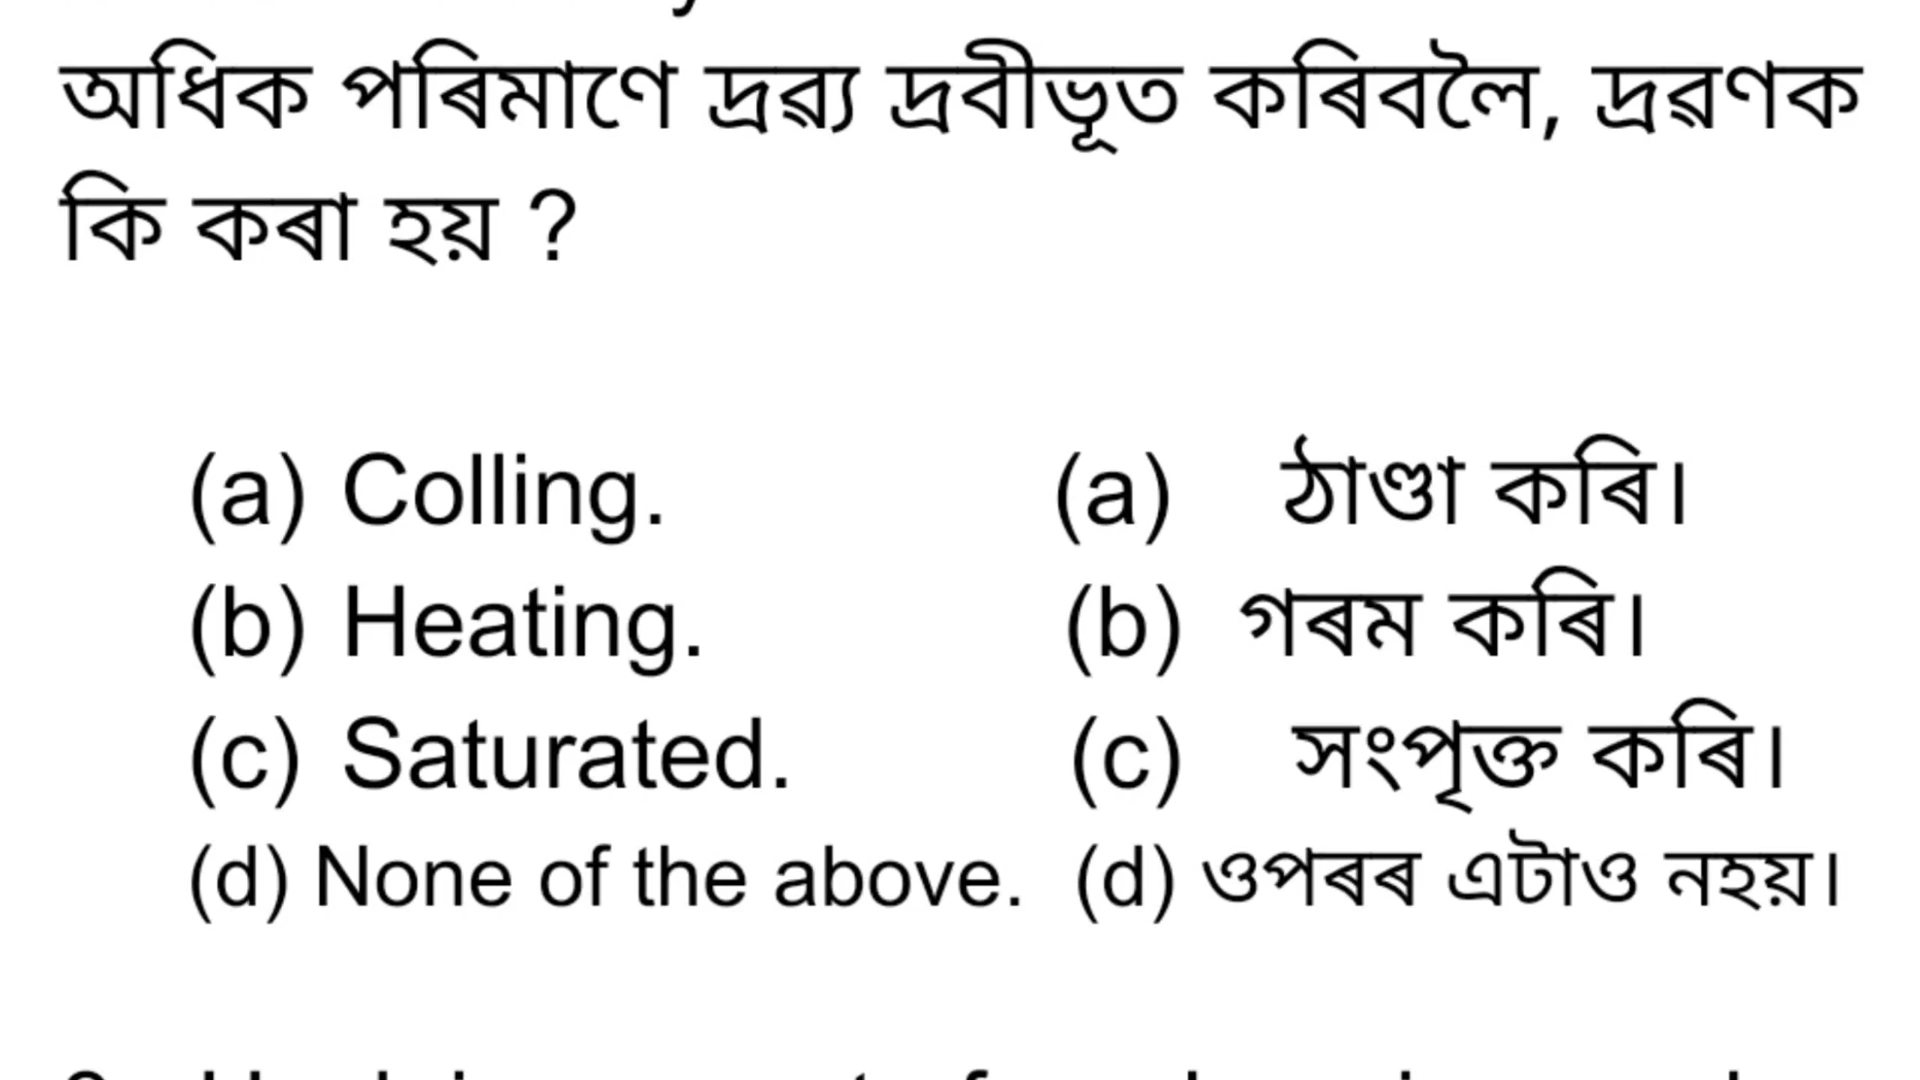 অধিক পৰিমাণে দ্ৰৱ্য দ্ৰবীভূত কৰিবলৈ, দ্ৰৱণক
কি কৰা হয় ?
(a) Colling. (a) ঠাণ্ডা কৰি।
(b) Heating. (b) গৰম কৰি।
(c) Saturated. (c) সংপৃক্ত কৰি।
(d) None of the above. (d) ওপৰৰ এটাও নহয়।